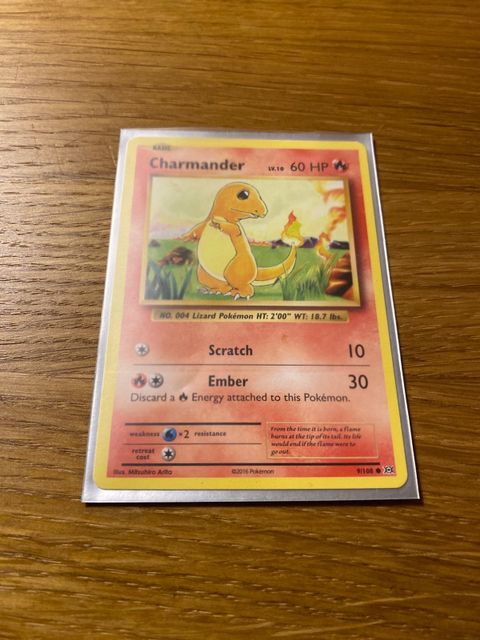 BASIC
Charmander LV.10 60 HP
NO. 004 Lizard Pokémon HT: 2'00" WT: 18.7 lbs.
Scratch 10
Ember 30
Discard a Energy attached to this Pokémon.
weakness ×2 resistance
retreat cost
From the time it is born, a flame
burns at the tip of its tail. Its life
would end if the flame were to
go out.
Illus. Mitsuhiro Arita ©2016 Pokémon 9/108